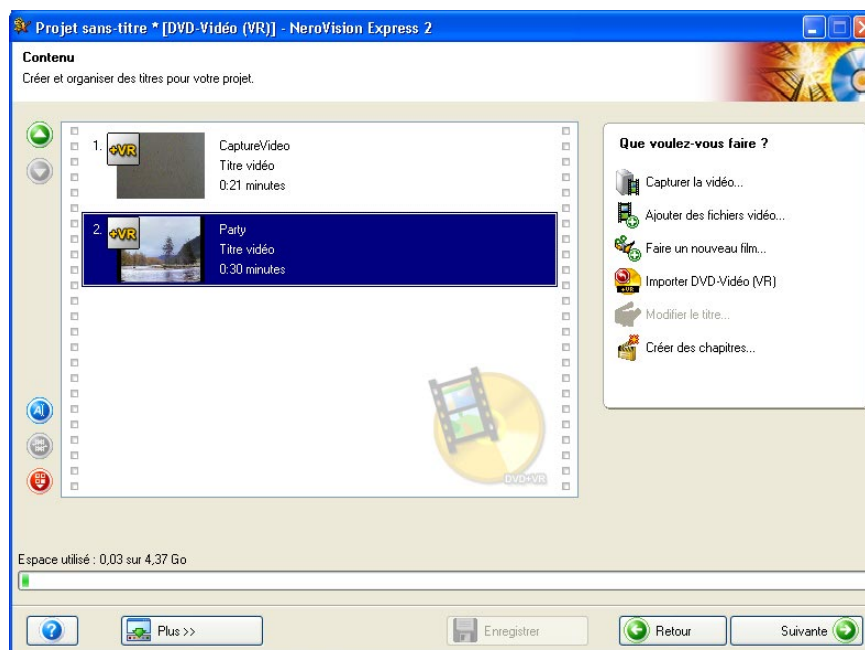 Projet sans-titre * [DVD-Vidéo (VR)] - NeroVision Express 2
Contenu
Créer et organiser des titres pour votre projet.
1.
+VR
CaptureVideo
Titre vidéo
0:21 minutes
2.
+VR
Party
Titre vidéo
0:30 minutes
DVD+VR
Que voulez-vous faire ?
Capturer la vidéo...
Ajouter des fichiers vidéo...
Faire un nouveau film...
Importer DVD-Vidéo (VR)
+VR
Modifier le titre...
Créer des chapitres...
Espace utilisé : 0,03 sur 4,37 Go
Plus >>
Enregistrer
Retour
Suivante